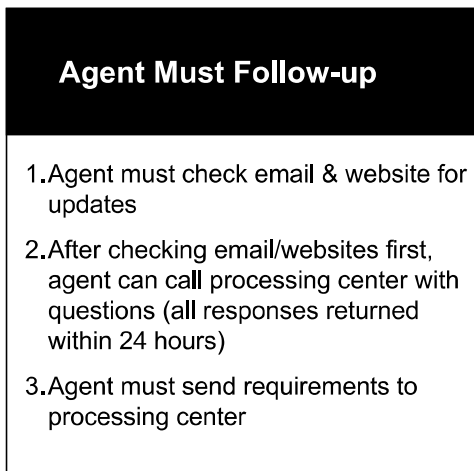 Agent Must Follow-up
1.Agent must check email & website for
updates
2.After checking email/websites first,
agent can call processing center with
questions (all responses returned
within 24 hours)
3.Agent must send requirements to
processing center